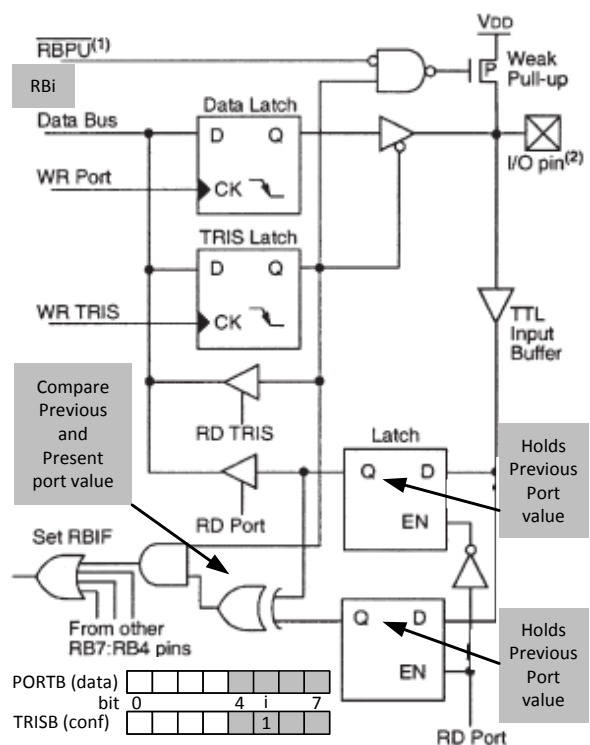 VDD
RBPU(1)
Weak
Pull-up
P
RBi
Data Latch
Data Bus
D Q
I/O pin(2)
WR Port
CK
TRIS Latch
D Q
WR TRIS
CK
TTL
Input
Buffer
Compare
Previous
and
Present
port value
RD TRIS
Latch
Q D
Holds
Previous
Port
value
RD Port
EN
Set RBIF
From other
RB7:RB4 pins
Q D
Holds
Previous
Port
value
EN
PORTB (data)
bit 0 4 i 7
TRISB (conf) 1
RD Port